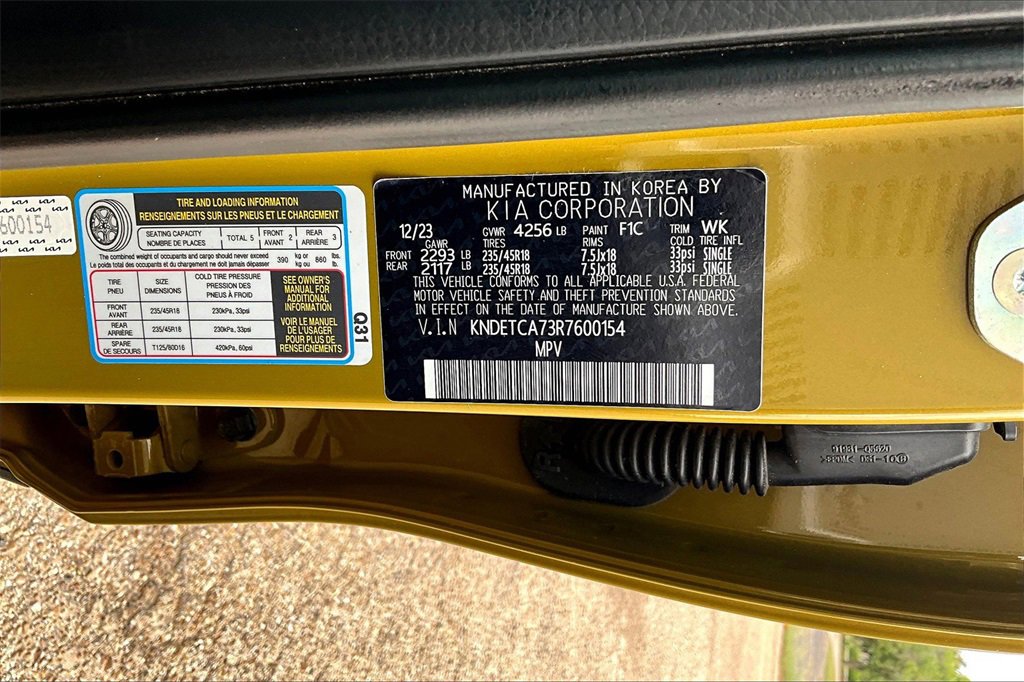 600154
TIRE AND LOADING INFORMATION
RENSEIGNEMENTS SUR LES PNEUS ET LE CHARGEMENT
SEATING CAPACITY
NOMBRE DE PLACES
TOTAL 5
FRONT
AVANT 2
REAR
ARRIÈRE 3
The combined weight of occupants and cargo should never exceed
Le poids total des occupants et du chargement ne doit jamais dépasser
390 kg or kg ou
860 lb. lb.
TIRE
PNEU
SIZE
DIMENSIONS
COLD TIRE PRESSURE
PRESSION DES
PNEUS À FROID
FRONT
AVANT
235/45R18
230kPa, 33psi
REAR
ARRIÈRE
235/45R18
230kPa, 33psi
SPARE
DE SECOURS
T125/80D16
420kPa, 60psi
SEE OWNER'S
MANUAL FOR
ADDITIONAL
INFORMATION
VOIR LE MANUEL
DE L'USAGER
POUR PLUS DE
RENSEIGNEMENTS
Q31
MANUFACTURED IN KOREA BY
KIA CORPORATION
12/23 GVWR 4256 LB PAINT F1C TRIM WK
GAWR TIRES RIMS COLD TIRE INFL
FRONT 2293 LB 235/45R18 7.5Jx18 33psi SINGLE
REAR 2117 LB 235/45R18 7.5Jx18 33psi SINGLE
THIS VEHICLE CONFORMS TO ALL APPLICABLE U.S.A. FEDERAL
MOTOR VEHICLE SAFETY AND THEFT PREVENTION STANDARDS
IN EFFECT ON THE DATE OF MANUFACTURE SHOWN ABOVE.
V.I.N KNDETCA73R7600154
MPV
91981-05020
>EPDM<